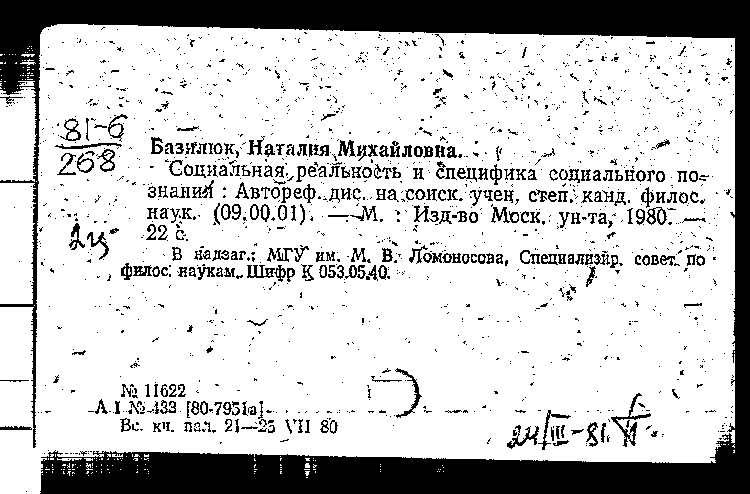 81-6
268
Базилюк, Наталия Михайловна.
Социальная реальность и специфика социального по-
знаний : Автореф. дис. на соиск. учен. степ. канд. филос.
наук. (09.00.01). — М. : Изд-во Моск. ун-та, 1980. —
22 с.
В надзаг.: МГУ им. М. В. Ломоносова, Специализир. совет по
филос. наукам. Шифр К 053.05.40.
№ 11622
А I № 433 [80-7951а]
Вс. кн. пал. 21—25 VII 80
24/III-81.